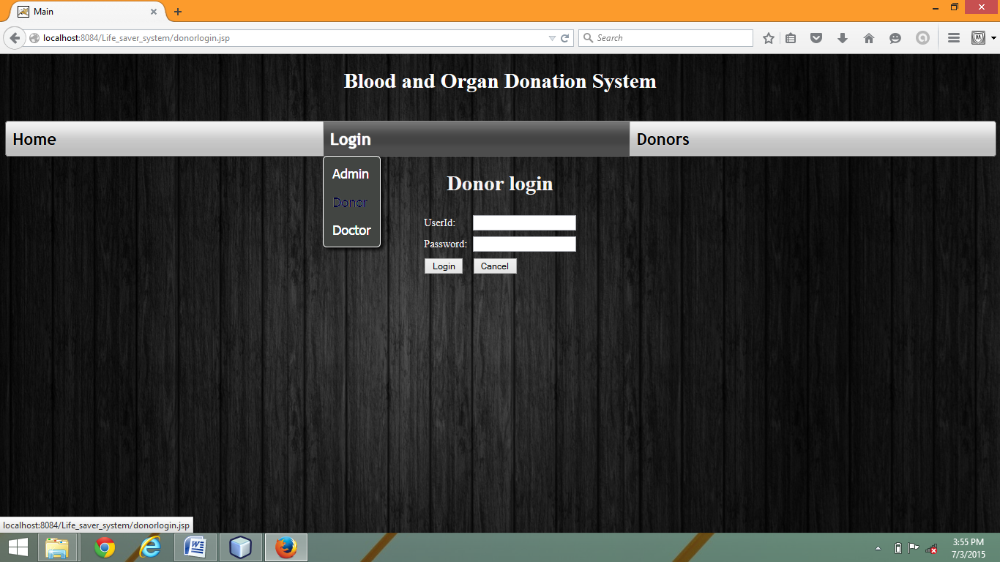 Main
localhost:8084/Life_saver_system/donorlogin.jsp
Search
Blood and Organ Donation System
Home Login Donors
Admin
Donor
Doctor
Donor login
UserId:
Password:
Login Cancel
localhost:8084/Life_saver_system/donorlogin.jsp
3:55 PM
7/3/2015